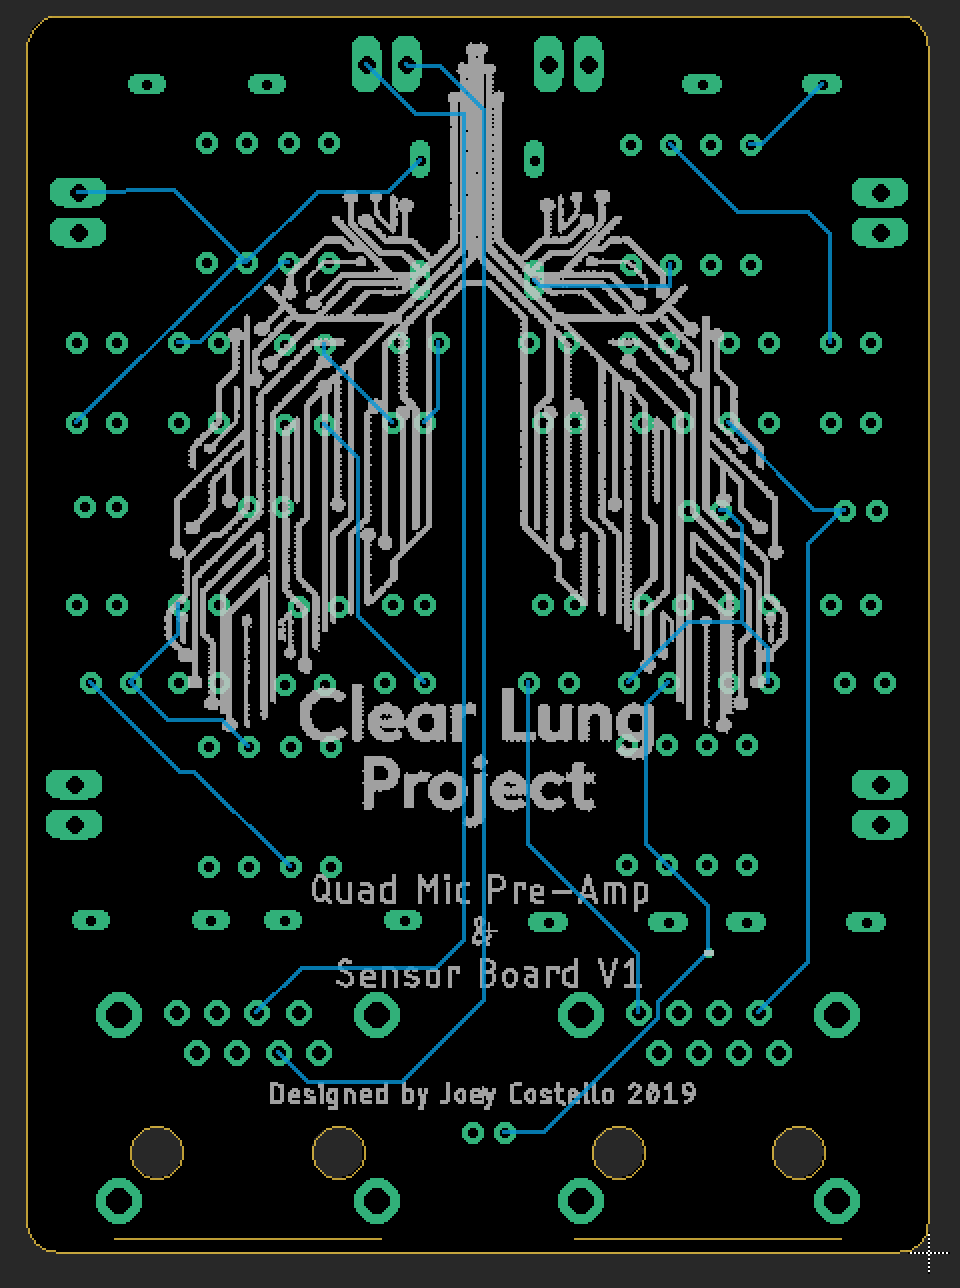 Clear Lung
Project
Quad Mic Pre-Amp
&
Sensor Board V1
Designed by Joey Costello 2019